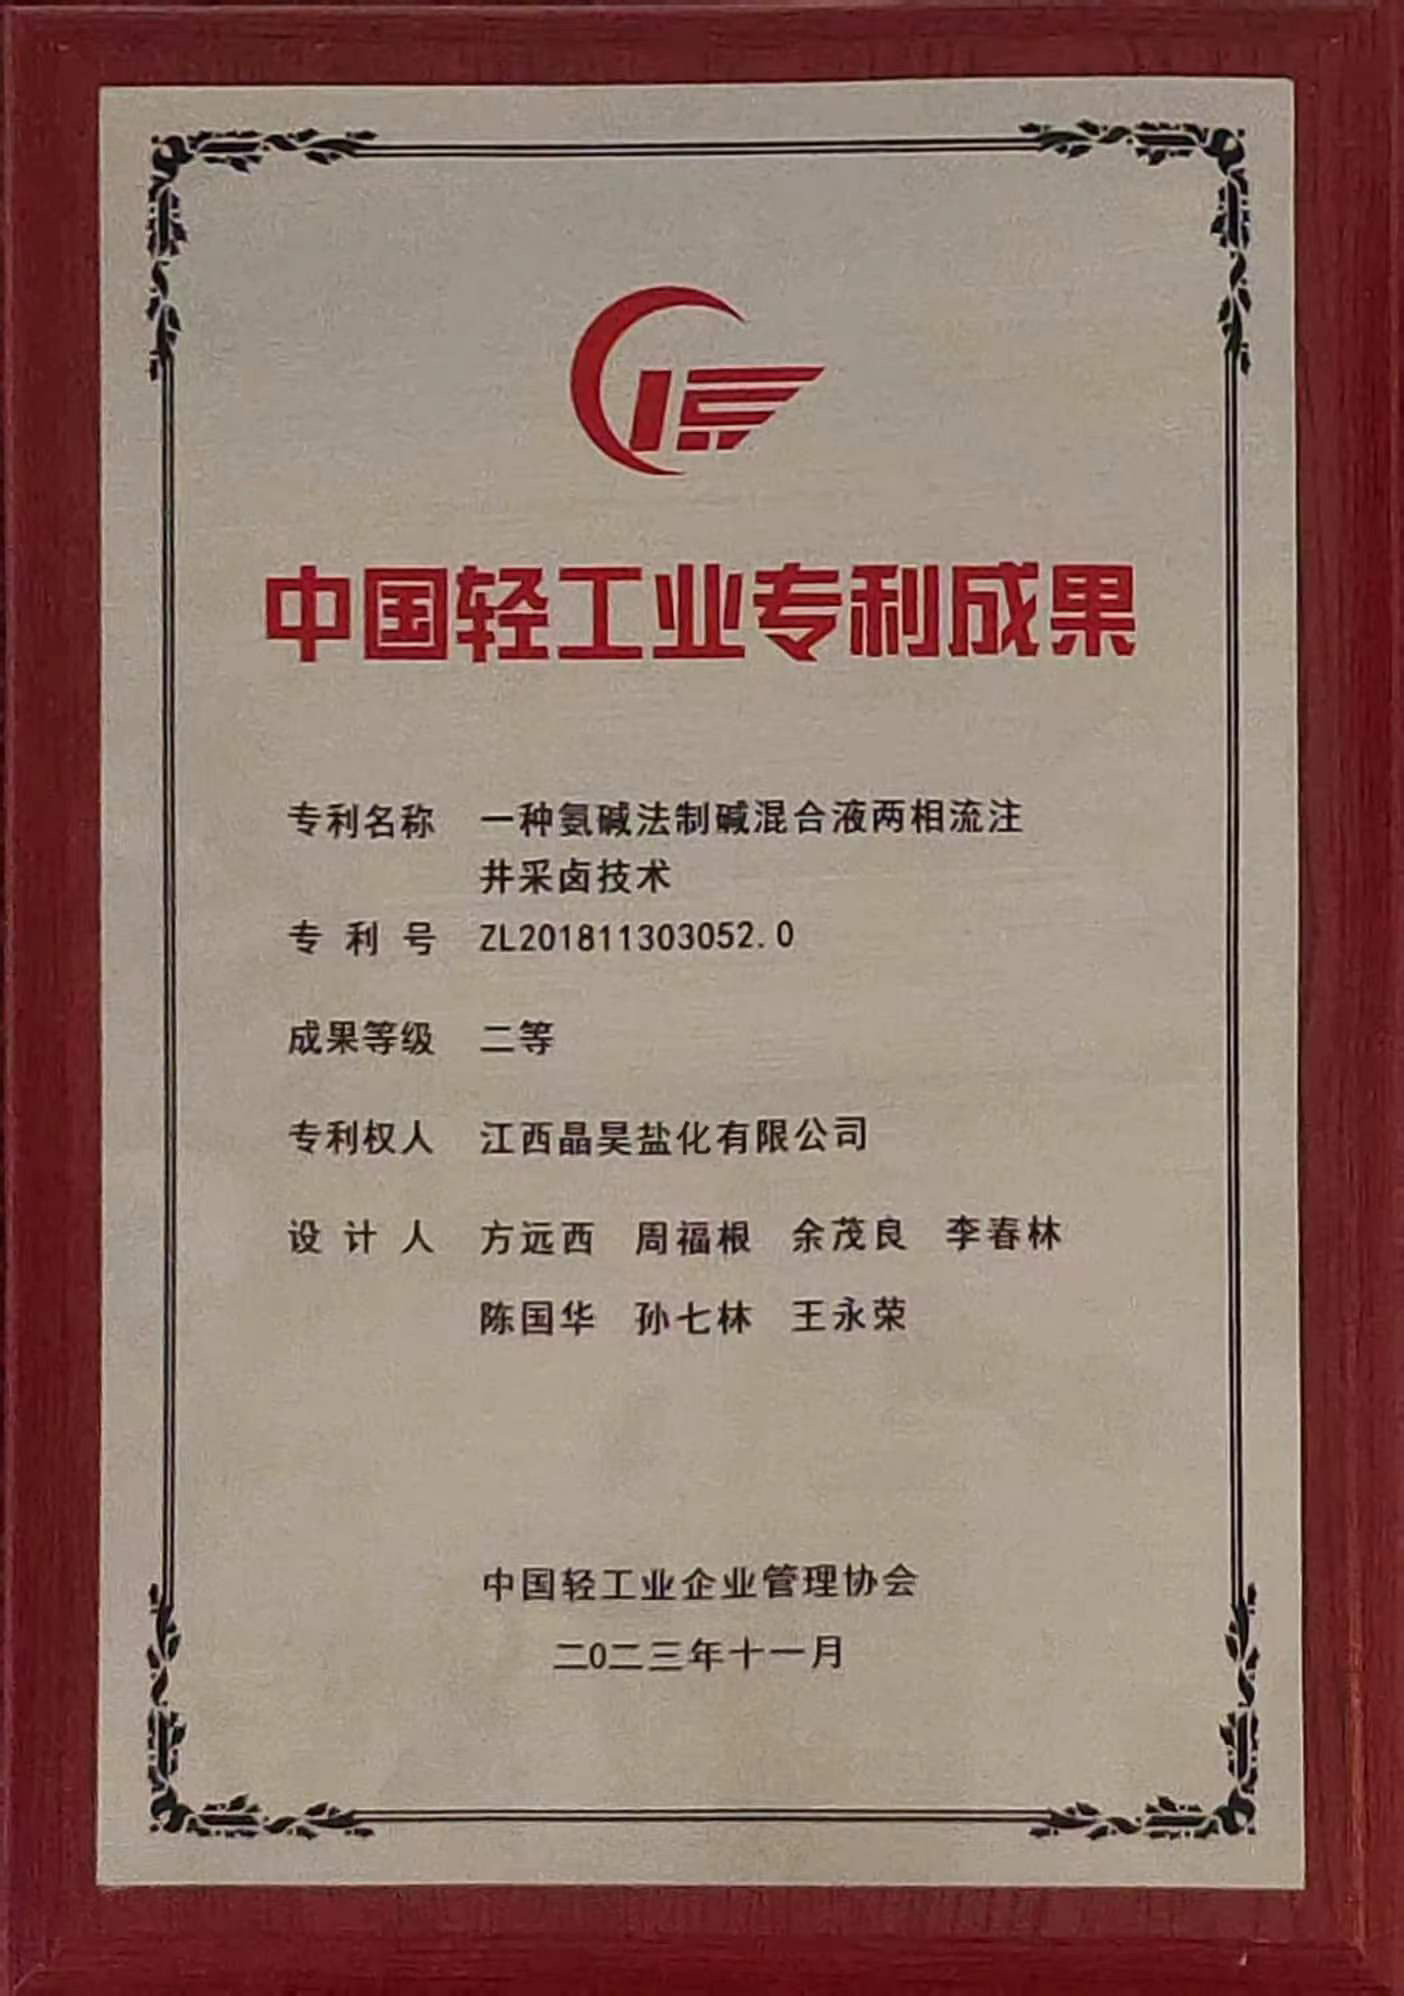 中国轻工业专利成果
专利名称 一种氨碱法制碱混合液两相流注
井采卤技术
专利号 ZL201811303052.0
成果等级 二等
专利权人 江西晶昊盐化有限公司
设计人 方远西 周福根 余茂良 李春林
陈国华 孙七林 王永荣
中国轻工业企业管理协会
二0二三年十一月